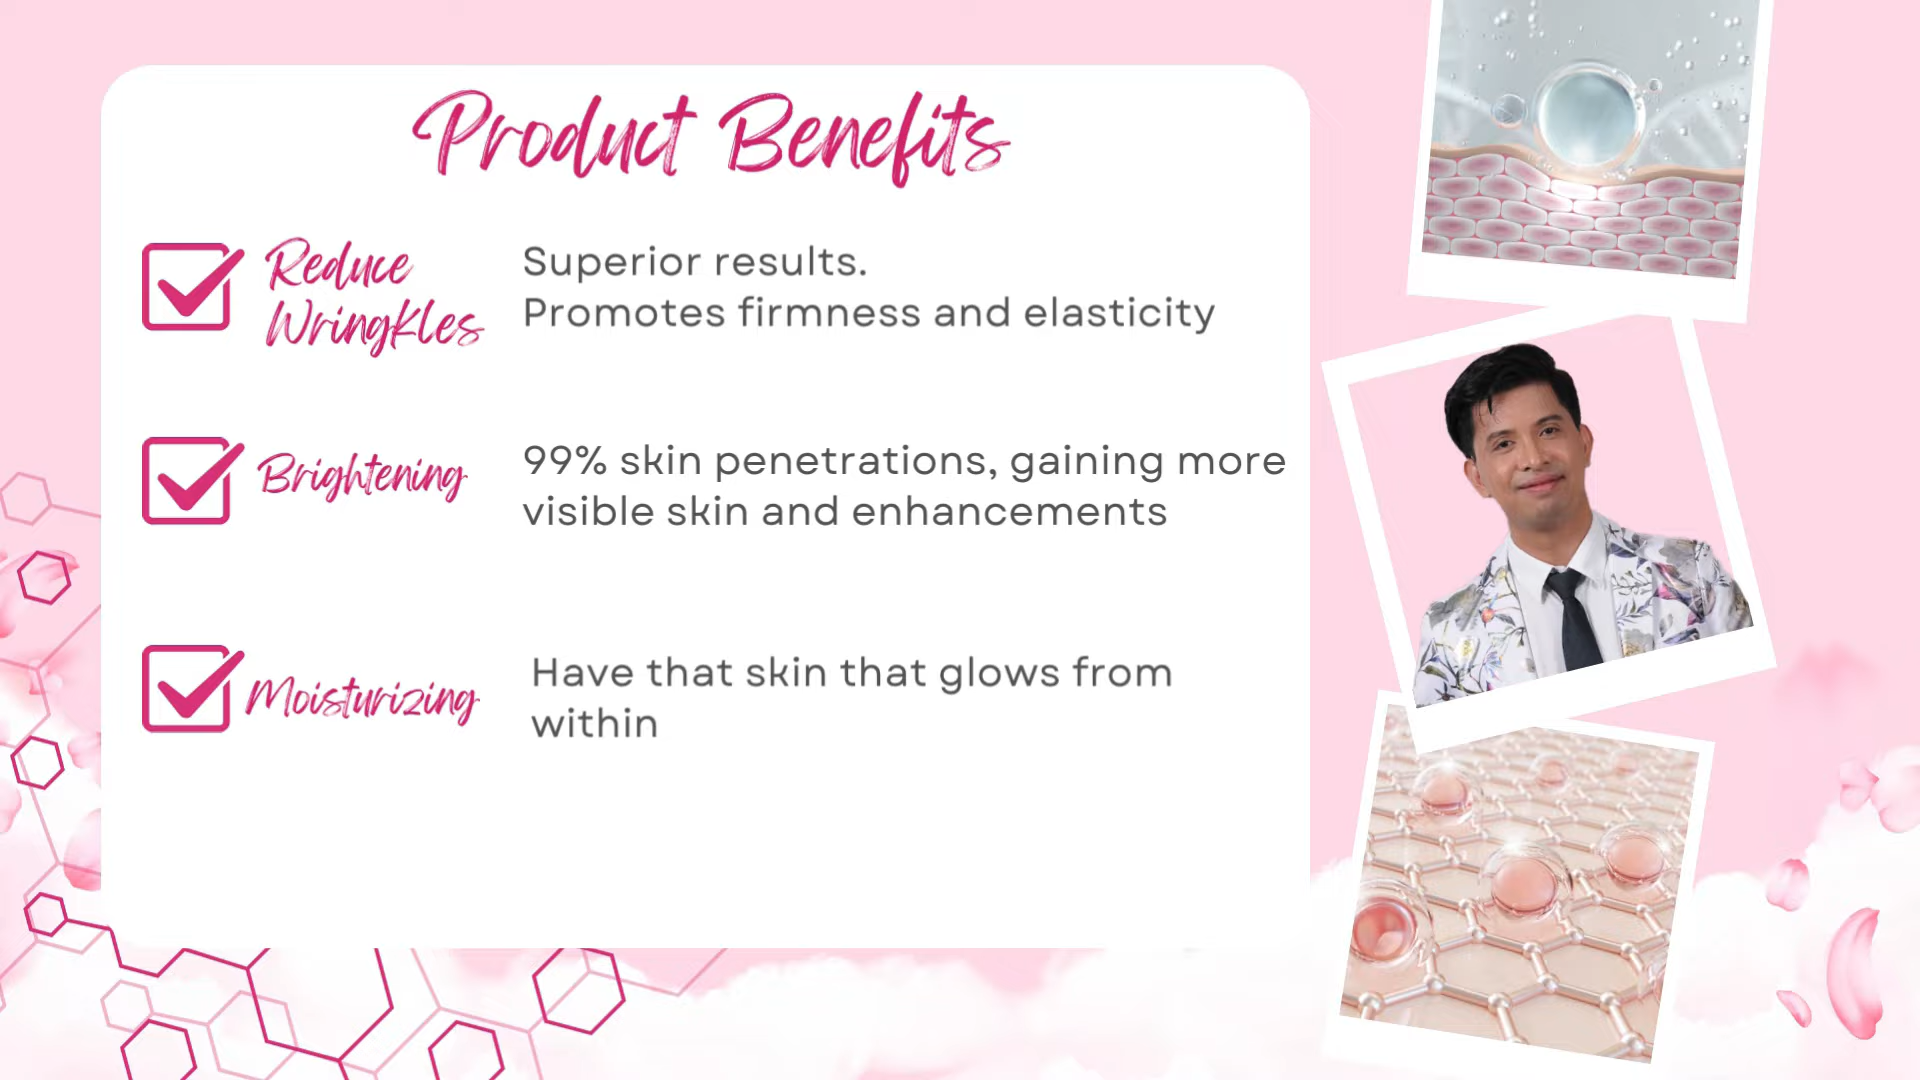 Product Benefits
Reduce
Wringkles
Superior results.
Promotes firmness and elasticity
Brightening
99% skin penetrations, gaining more
visible skin and enhancements
Moisturizing
Have that skin that glows from
within